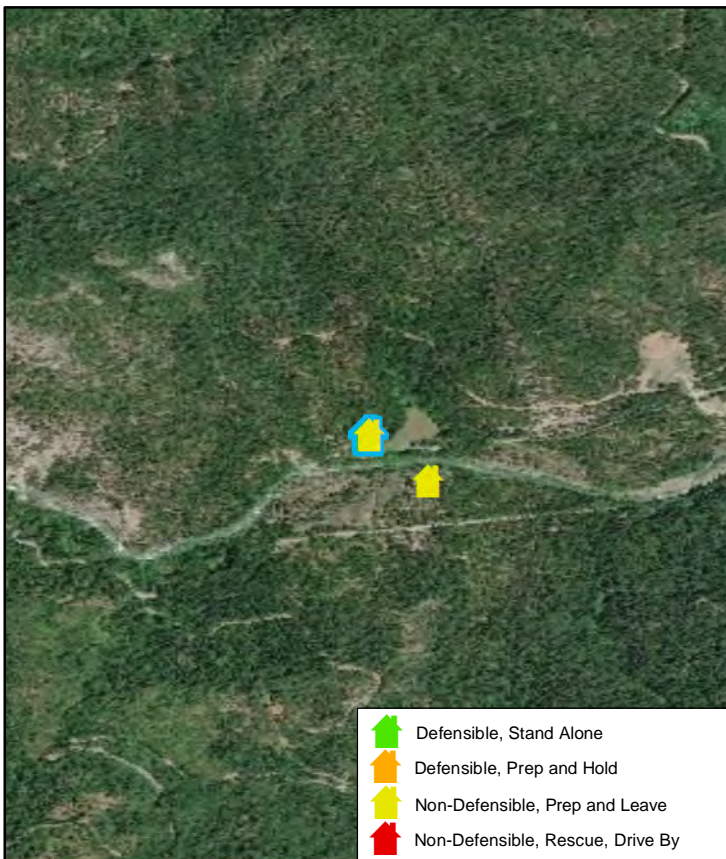 Defensible, Stand Alone
Defensible, Prep and Hold
Non-Defensible, Prep and Leave
Non-Defensible, Rescue, Drive By